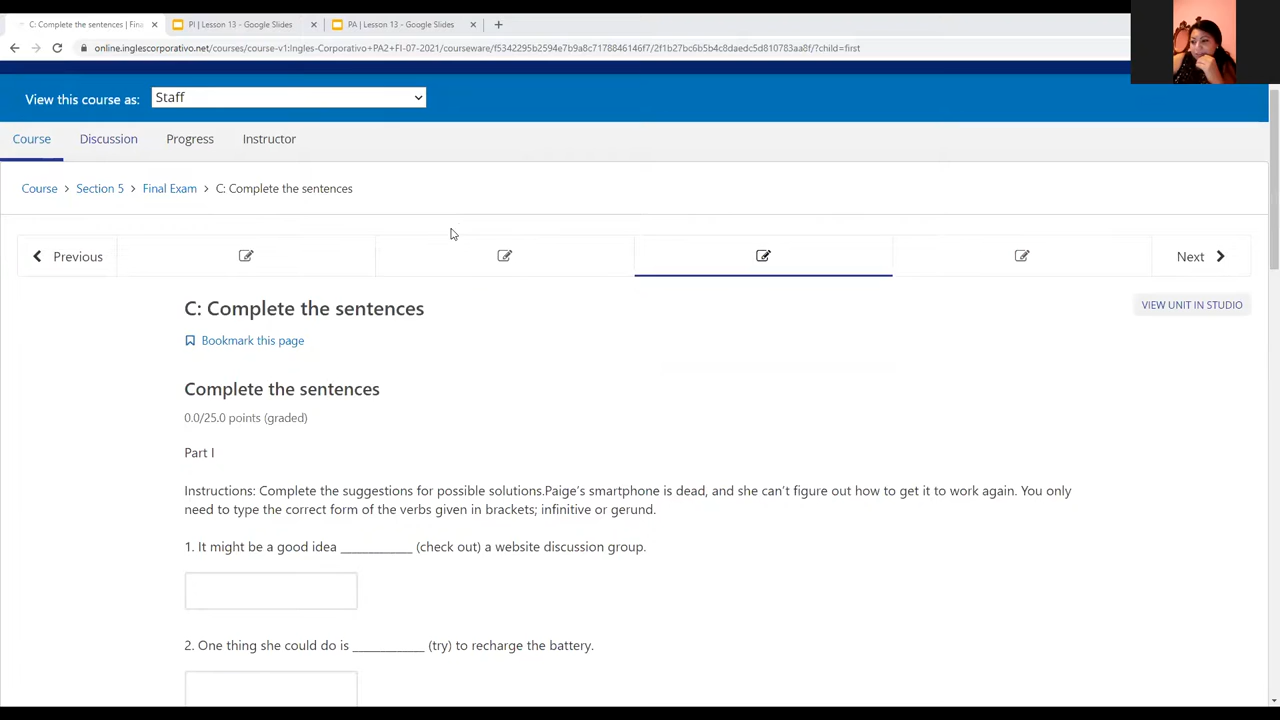 C: Complete the sentences | Fina
PI | Lesson 13 - Google Slides
PA | Lesson 13 - Google Slides
online.inglescorporativo.net/courses/course-v1:Ingles-Corporativo+PA2+FI-07-2021/courseware/f5342295b2594e7b9a8c7178846146f7/2f1b27bc6b5b4c8daedc5d810783aa8f/?child=first
View this course as: Staff
Course Discussion Progress Instructor
Course > Section 5 > Final Exam > C: Complete the sentences
Previous Next
C: Complete the sentences
VIEW UNIT IN STUDIO
Bookmark this page
Complete the sentences
0.0/25.0 points (graded)
Part I
Instructions: Complete the suggestions for possible solutions.Paige's smartphone is dead, and she can't figure out how to get it to work again. You only
need to type the correct form of the verbs given in brackets; infinitive or gerund.
1. It might be a good idea ____________ (check out) a website discussion group.
2. One thing she could do is ____________ (try) to recharge the battery.